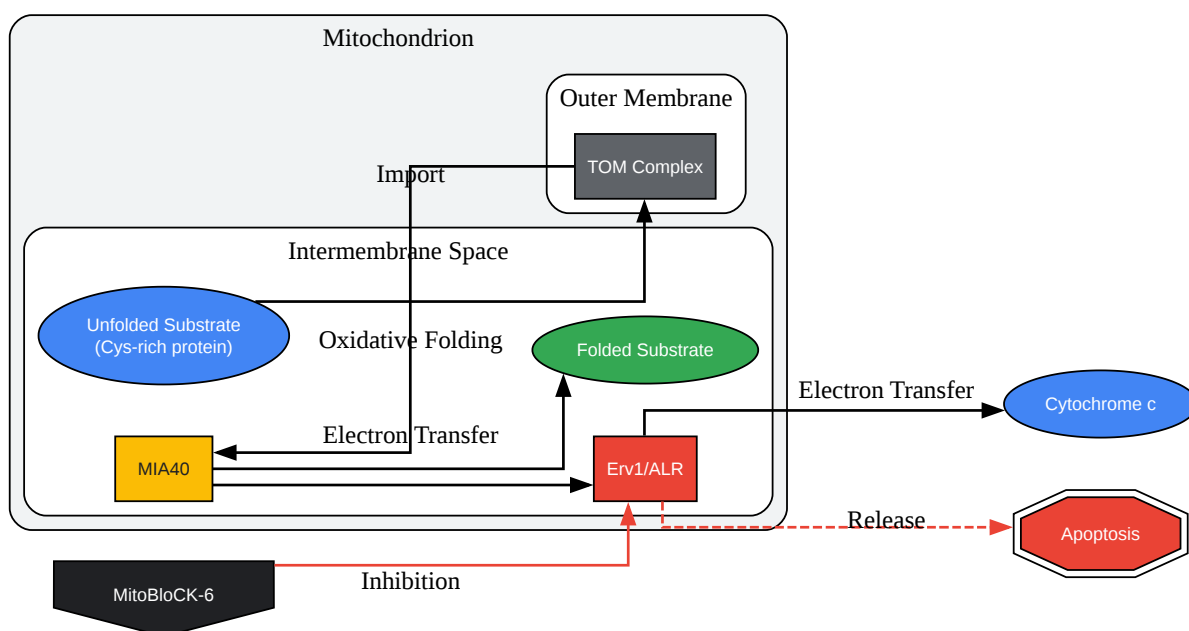 Mitochondrion
Outer Membrane
TOM Complex
Import
Intermembrane Space
Unfolded Substrate
(Cys-rich protein)
Oxidative Folding
Folded Substrate
Electron Transfer
Cytochrome c
Electron Transfer
MIA40
Erv1/ALR
Release
Apoptosis
Inhibition
MitoBloCK-6